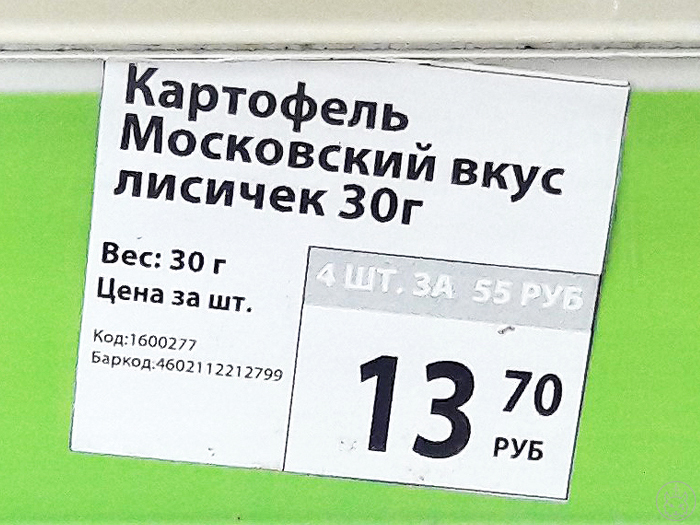 Картофель
Московский вкус
лисичек 30г
Вес: 30 г
Цена за шт.
4 ШТ. ЗА 55 РУБ
Код:1600277
Баркод:4602112212799
13 70
РУБ